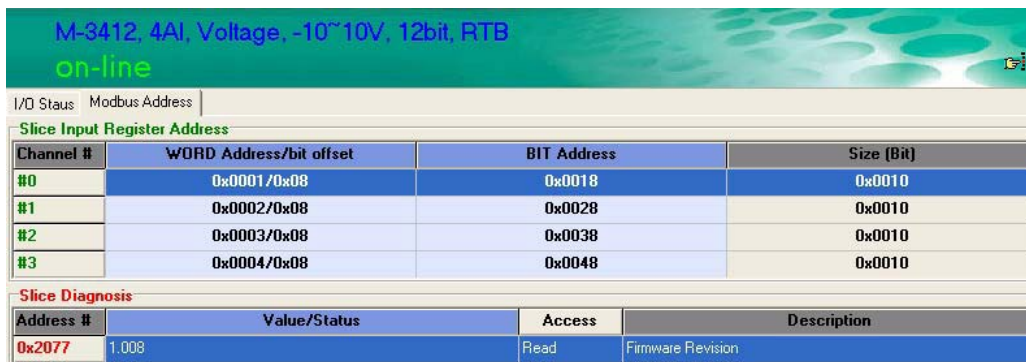 M-3412, 4AI, Voltage, -10~10V, 12bit, RTB
on-line
I/O Staus Modbus Address
Slice Input Register Address
Channel # WORD Address/bit offset BIT Address Size (Bit)
#0 0x0001/0x08 0x0018 0x0010
#1 0x0002/0x08 0x0028 0x0010
#2 0x0003/0x08 0x0038 0x0010
#3 0x0004/0x08 0x0048 0x0010
Slice Diagnosis
Address # Value/Status Access Description
0x2077 1.008 Read Firmware Revision